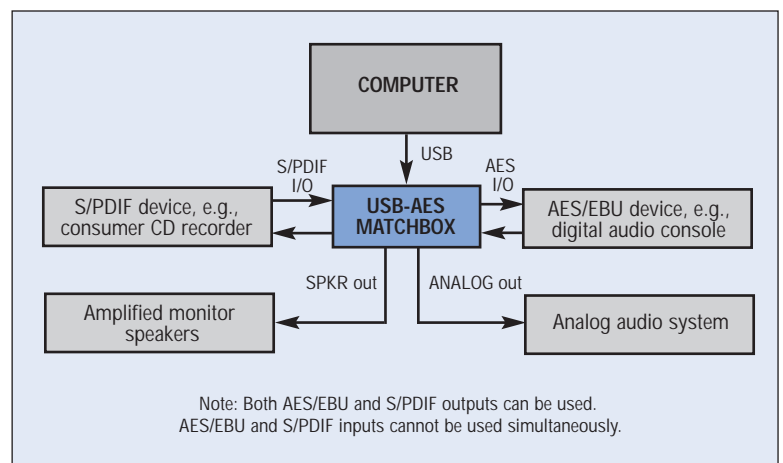 COMPUTER
USB
S/PDIF
I/O
AES
I/O
S/PDIF device, e.g.,
consumer CD recorder
USB-AES
MATCHBOX
AES/EBU device, e.g.,
digital audio console
SPKR out
ANALOG out
Amplified monitor
speakers
Analog audio system
Note: Both AES/EBU and S/PDIF outputs can be used.
AES/EBU and S/PDIF inputs cannot be used simultaneously.